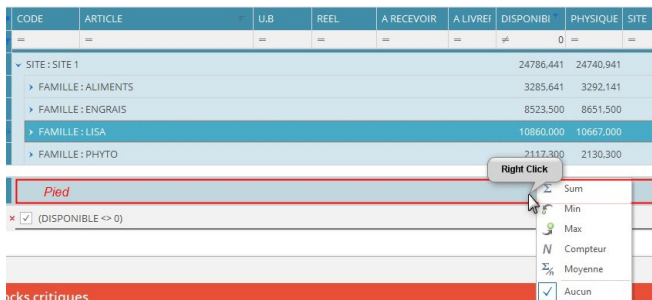 CODE ARTICLE U.B REEL A RECEVOIR A LIVREF DISPONIBI PHYSIQUE SITE
= = = = = = ≠ 0 = =
SITE : SITE 1 24786,441 24740,941
FAMILLE : ALIMENTS 3285,641 3292,141
FAMILLE : ENGRAIS 8523,500 8651,500
FAMILLE : LISA 10860,000 10667,000
FAMILLE : PHYTO 2117,300 2130,300
Right Click
Pied
Σ Sum
(DISPONIBLE <> 0)
Min
Max
N Compteur
Σ/n Moyenne
Aucun
ocks critiques